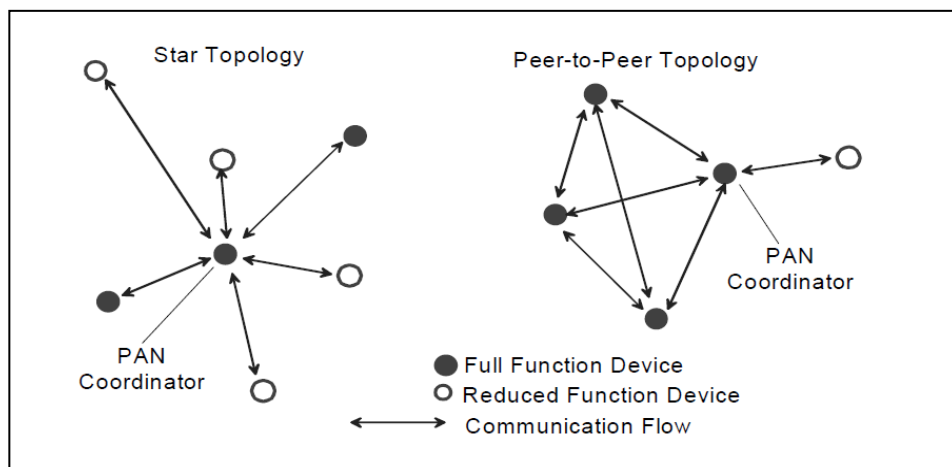 Star Topology
Peer-to-Peer Topology
PAN
Coordinator
PAN
Coordinator
Full Function Device
Reduced Function Device
Communication Flow